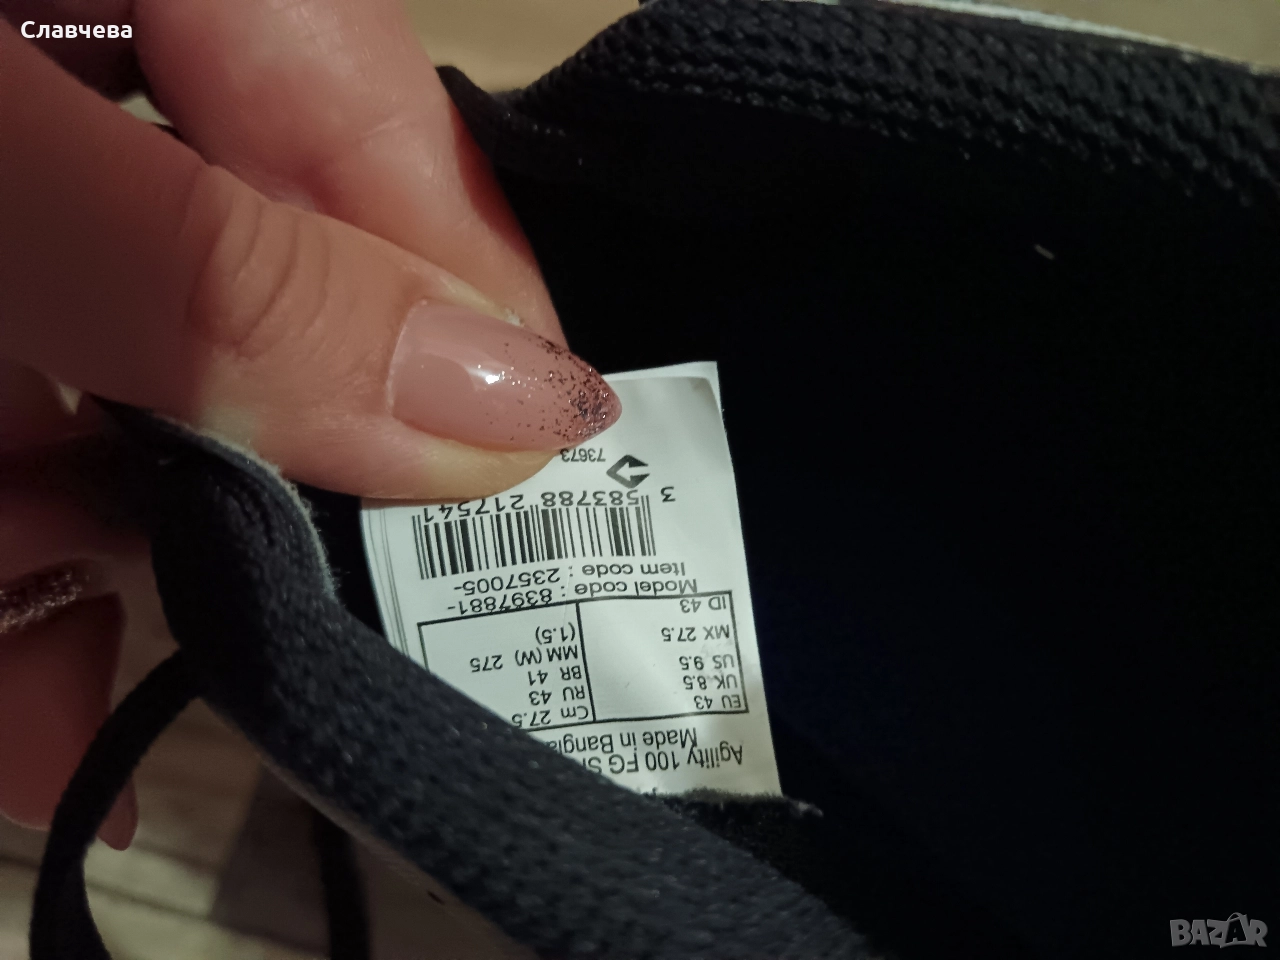 Славчева
Agility 100 FG
Made in
EU 43
UK 8.5
US 9.5
MX 27.5
ID 43
Cm 27.5
RU 43
BR 41
MM (W) 275
(1.5)
Model code : 8397881-
Item code : 2357005-
3 583788 217541
73673
BAZAR